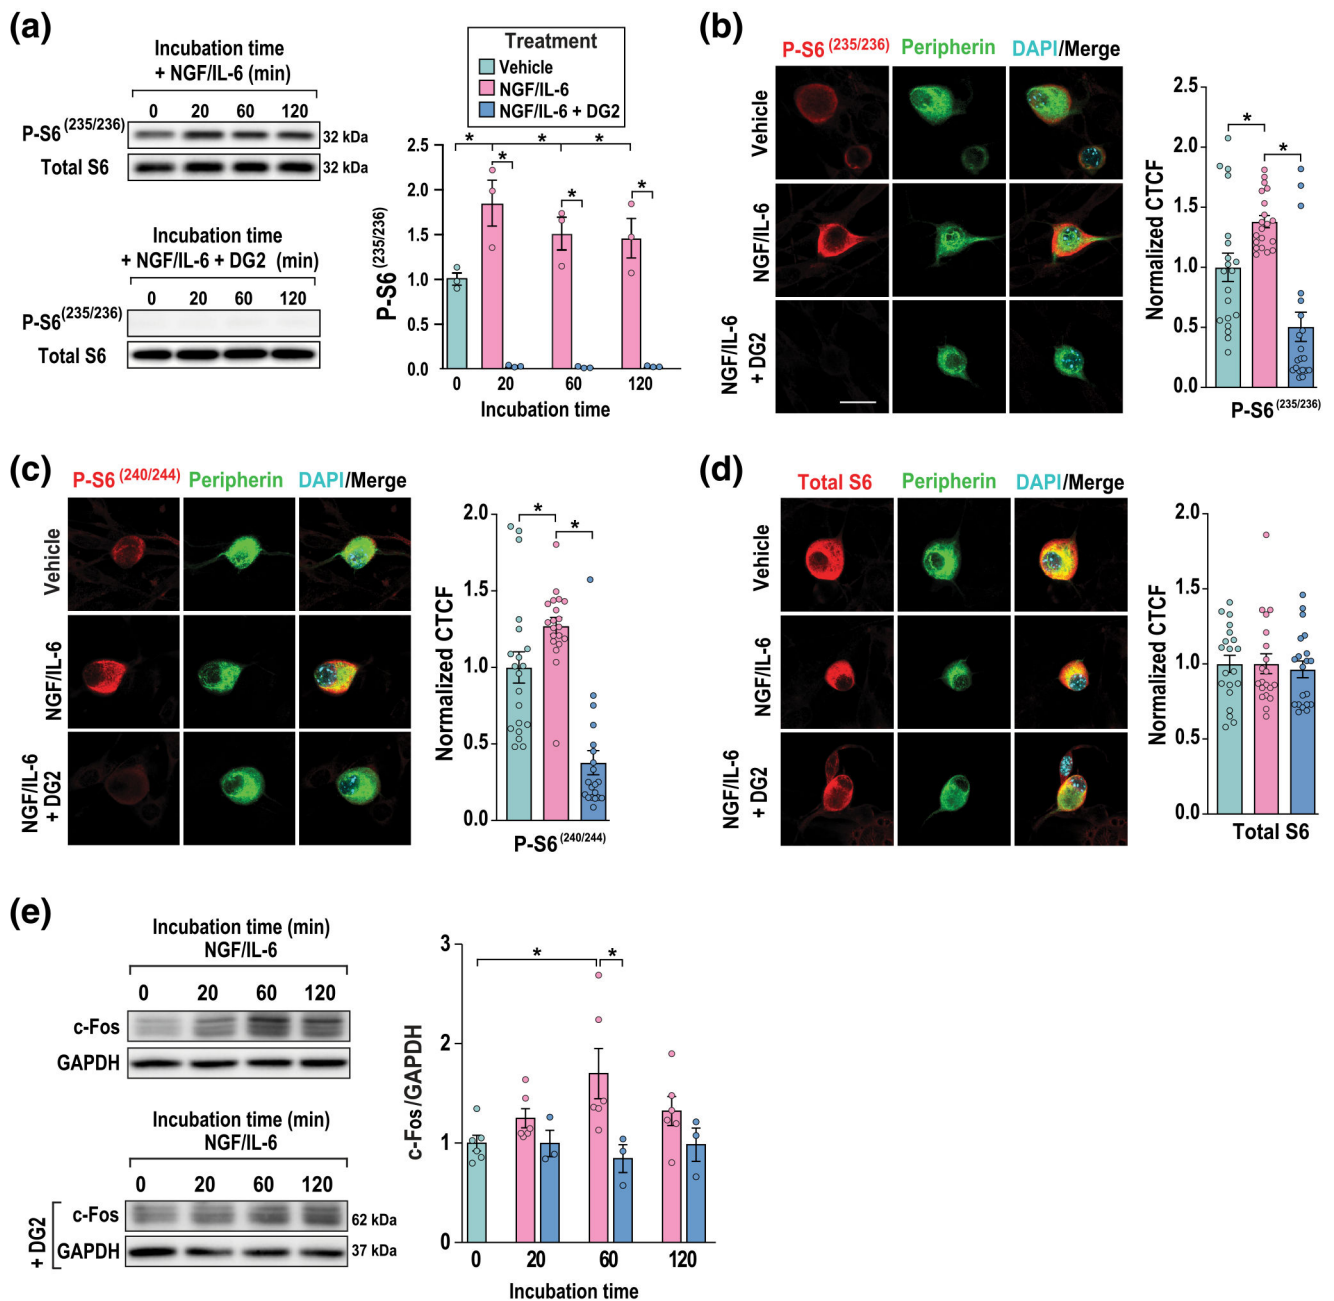 (a)
Incubation time
+ NGF/IL-6 (min)
0 20 60 120
P-S6(235/236) 32 kDa
Total S6 32 kDa
Incubation time
+ NGF/IL-6 + DG2 (min)
0 20 60 120
P-S6(235/236)
Total S6
Treatment
Vehicle
NGF/IL-6
NGF/IL-6 + DG2
P-S6(235/236)
2.5
2.0
1.5
1.0
0.5
0.0
* * *
* * *
0 20 60 120
Incubation time
(b)
P-S6(235/236) Peripherin DAPI/Merge
Vehicle
NGF/IL-6
NGF/IL-6
+ DG2
Normalized CTCF
2.5
2.0
1.5
1.0
0.5
0.0
* *
P-S6(235/236)
(c)
P-S6(240/244) Peripherin DAPI/Merge
Vehicle
NGF/IL-6
NGF/IL-6
+ DG2
Normalized CTCF
2.0
1.5
1.0
0.5
0.0
* *
P-S6(240/244)
(d)
Total S6 Peripherin DAPI/Merge
Vehicle
NGF/IL-6
NGF/IL-6
+ DG2
Normalized CTCF
2.0
1.5
1.0
0.5
0.0
Total S6
(e)
Incubation time (min)
NGF/IL-6
0 20 60 120
c-Fos
GAPDH
Incubation time (min)
NGF/IL-6
0 20 60 120
+ DG2
c-Fos 62 kDa
GAPDH 37 kDa
c-Fos/GAPDH
3
2
1
0
* *
0 20 60 120
Incubation time